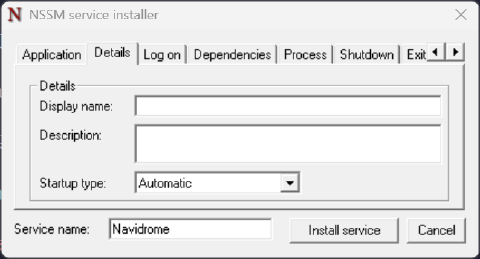 NSSM service installer
Application Details Log on Dependencies Process Shutdown Exit
Details
Display name:
Description:
Startup type: Automatic
Service name: Navidrome Install service Cancel